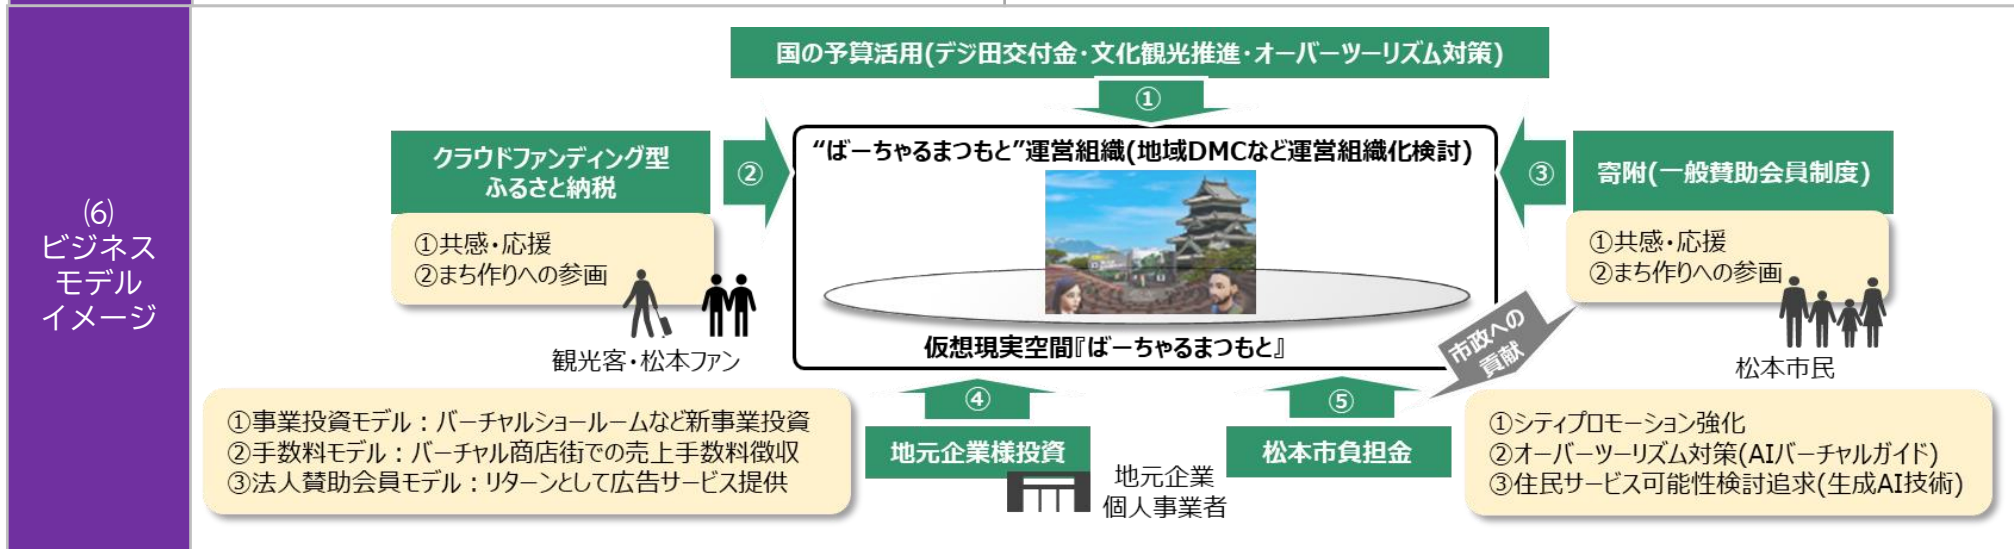 ⑹
ビジネス
モデル
イメージ
国の予算活用(デジ田交付金・文化観光推進・オーバーツーリズム対策)
①
クラウドファンディング型
ふるさと納税
②
①共感・応援
②まち作りへの参画
観光客・松本ファン
“ばーちゃるまつもと”運営組織(地域DMCなど運営組織化検討)
仮想現実空間『ばーちゃるまつもと』
③
寄附(一般賛助会員制度)
①共感・応援
②まち作りへの参画
松本市民
市政への
貢献
①事業投資モデル：バーチャルショールームなど新事業投資
②手数料モデル：バーチャル商店街での売上手数料徴収
③法人賛助会員モデル：リターンとして広告サービス提供
④
地元企業様投資
地元企業
個人事業者
⑤
松本市負担金
①シティプロモーション強化
②オーバーツーリズム対策(AIバーチャルガイド)
③住民サービス可能性検討追求(生成AI技術)